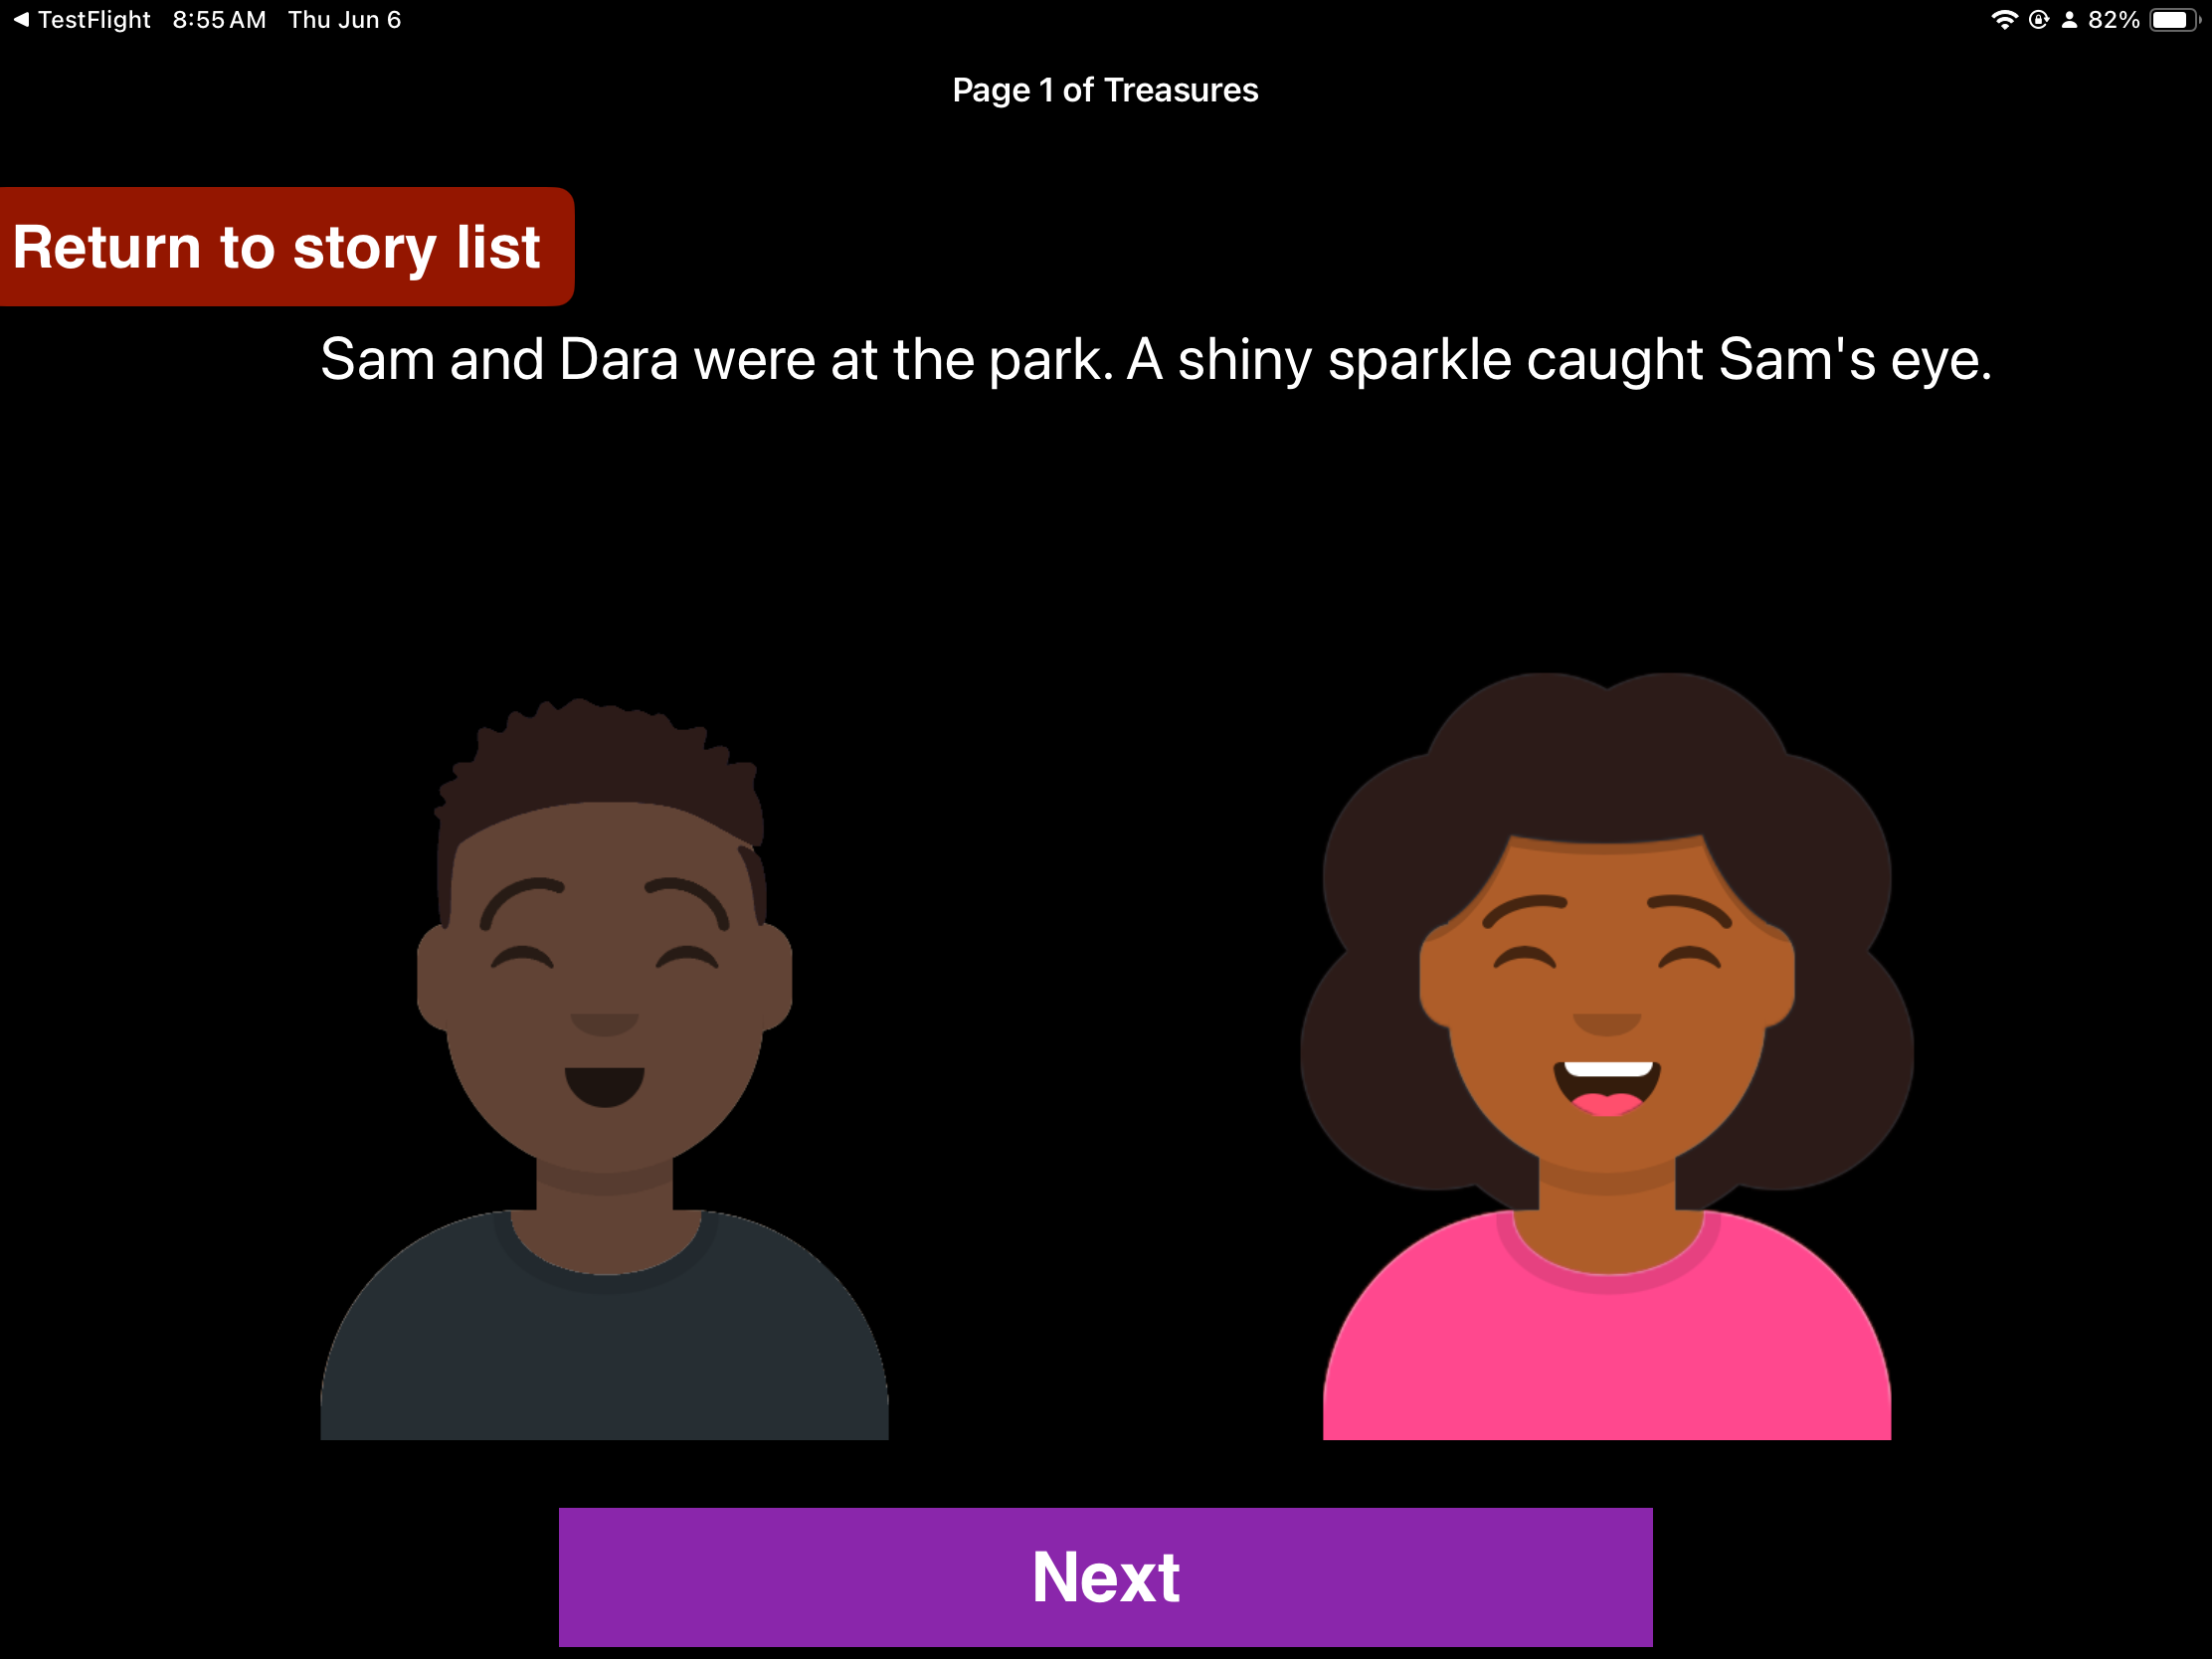 TestFlight 8:55 AM Thu Jun 6 82%
Page 1 of Treasures
Return to story list
Sam and Dara were at the park. A shiny sparkle caught Sam's eye.
Next